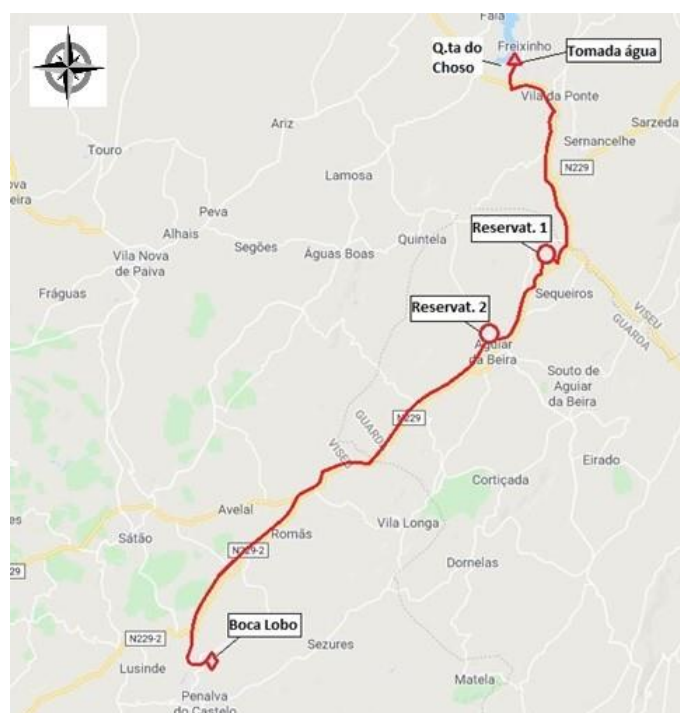 Faia
Freixinho
Q.ta do
Choso
Tomada água
Vila da Ponte
Sarzeda
Ariz
Sernancelhe
Touro
N229
Lamosa
Peva
Reservat. 1
Alhais
Segões
Águas Boas
Quintela
Vila Nova
de Paiva
Sequeiros
Fráguas
Reservat. 2
VISEU
GUARDA
Aguiar
da Beira
Souto de
Aguiar
da Beira
N229
GUARDA
VISEU
Eirado
Cortiçada
Avelal
Vila Longa
Sátão
Romãs
N229-2
Dornelas
29
Boca Lobo
N229-2
Sezures
Lusinde
Penalva
do Castelo
Matela